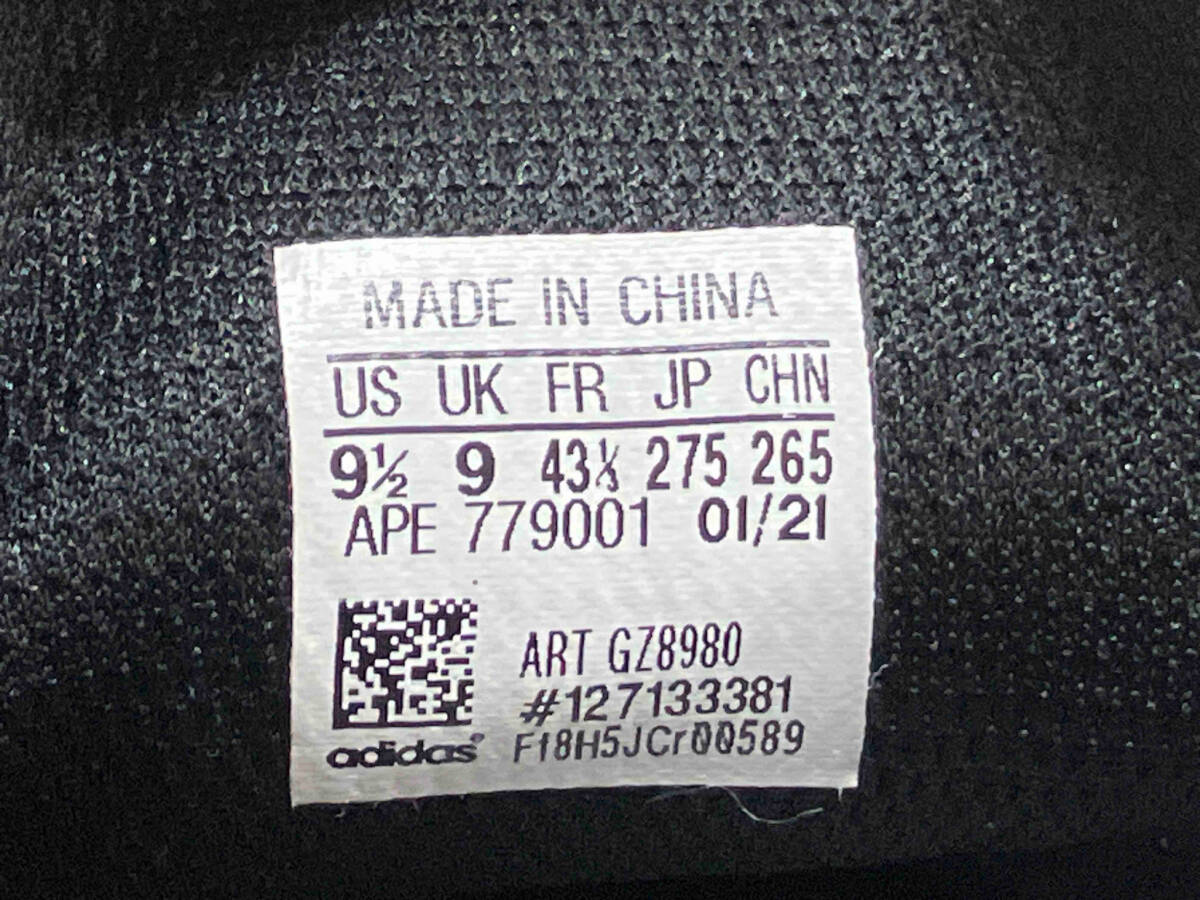 MADE IN CHINA
US UK FR JP CHN
9½ 9 43⅓ 275 265
APE 779001 01/21
ART GZ8980
#127133381
adidas® Ff8H5JCr00589